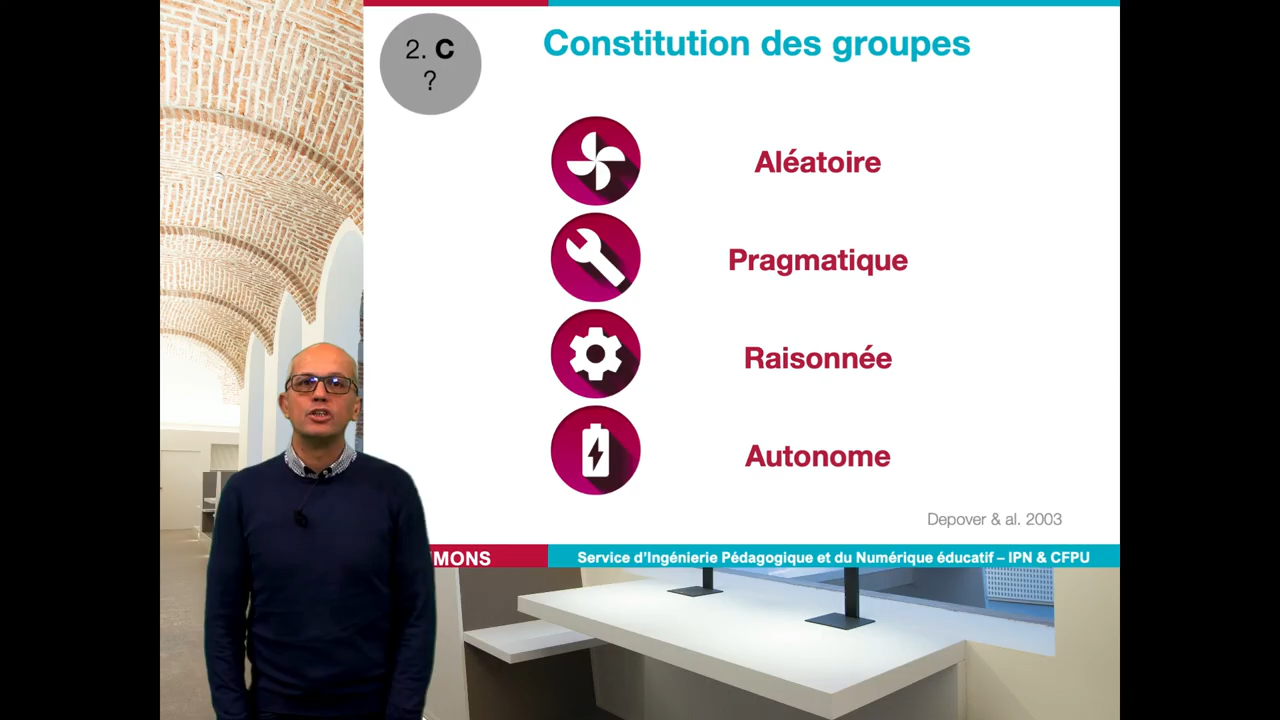 2. C
?
Constitution des groupes
Aléatoire
Pragmatique
Raisonnée
Autonome
Depover & al. 2003
MONS
Service d'Ingénierie Pédagogique et du Numérique éducatif – IPN & CFPU